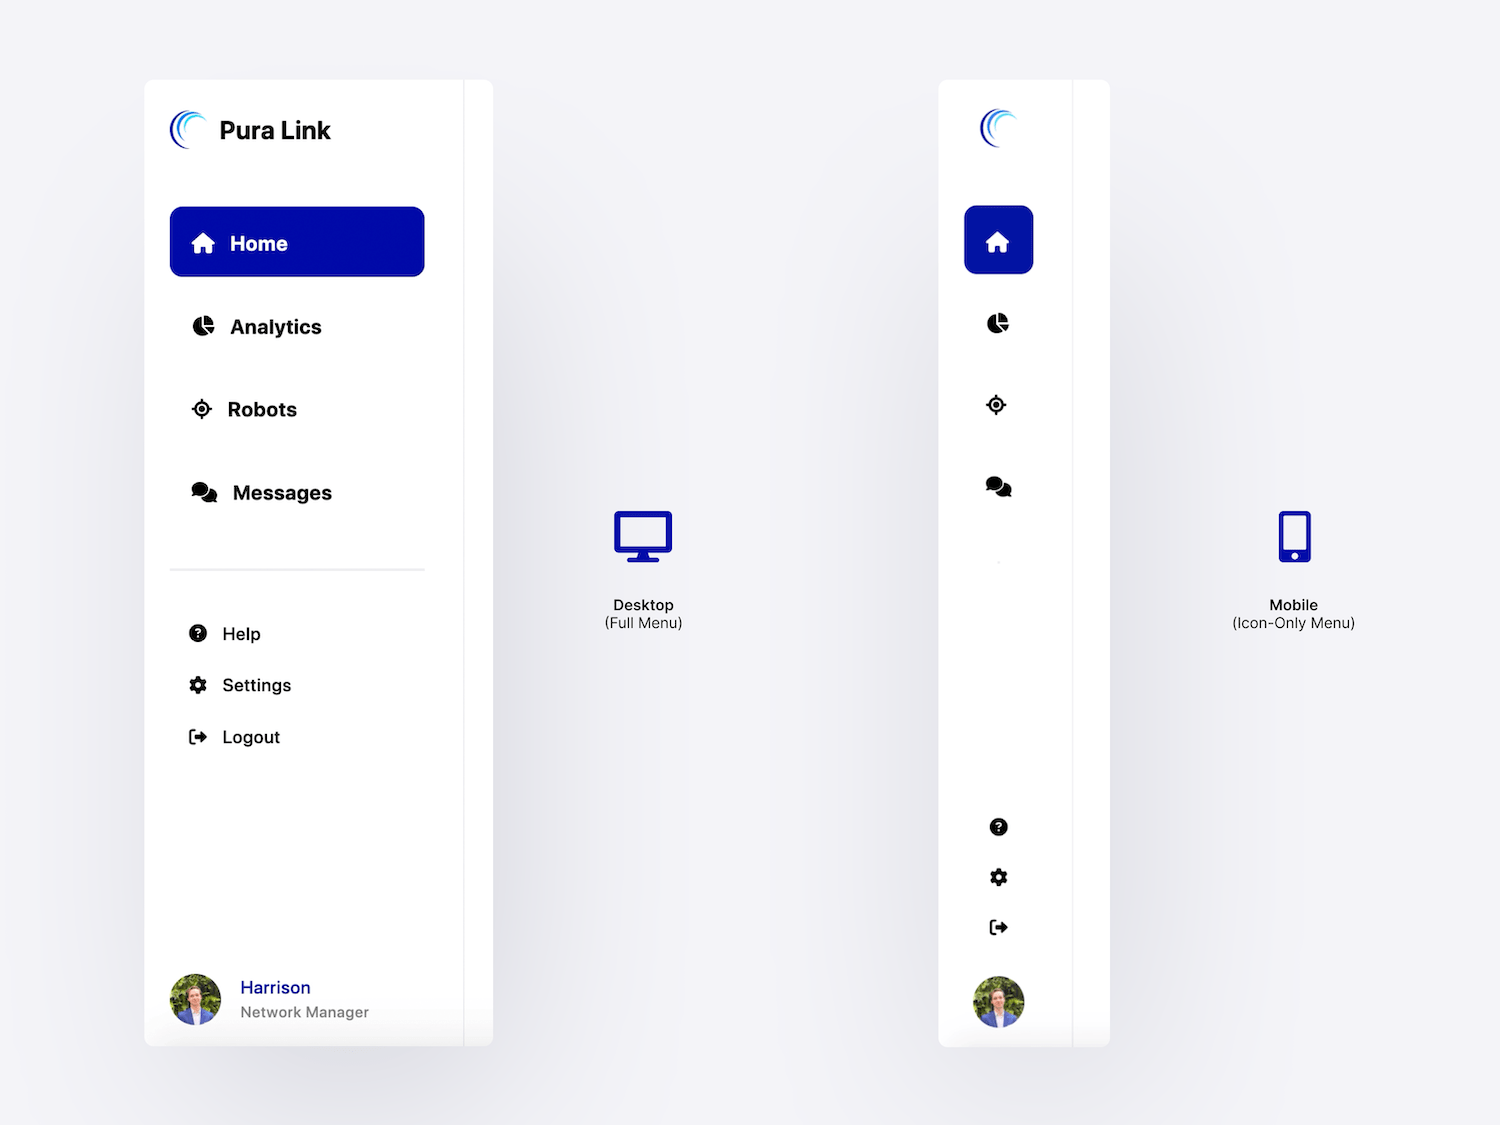 Pura Link
Home
Analytics
Robots
Messages
Help
Settings
Logout
Harrison
Network Manager
Desktop
(Full Menu)
Mobile
(Icon-Only Menu)